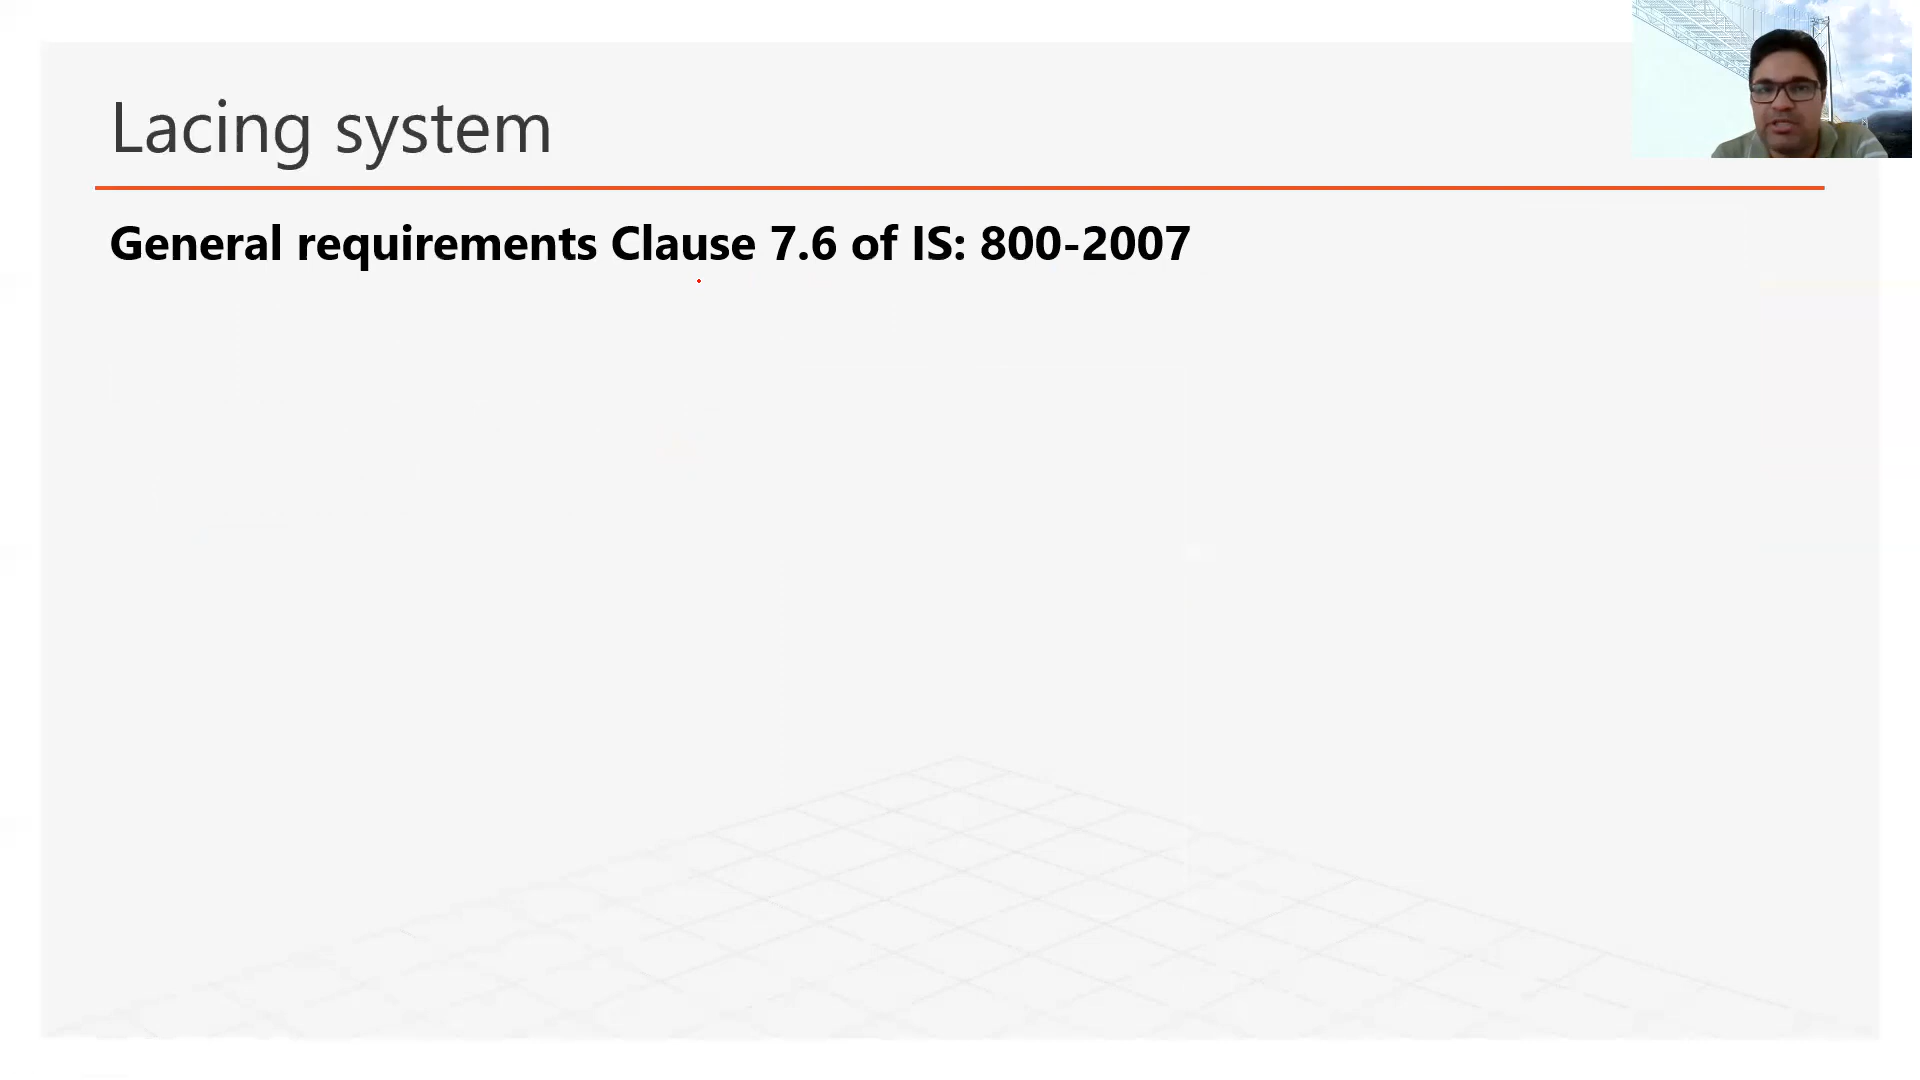 Lacing system
General requirements Clause 7.6 of IS: 800-2007